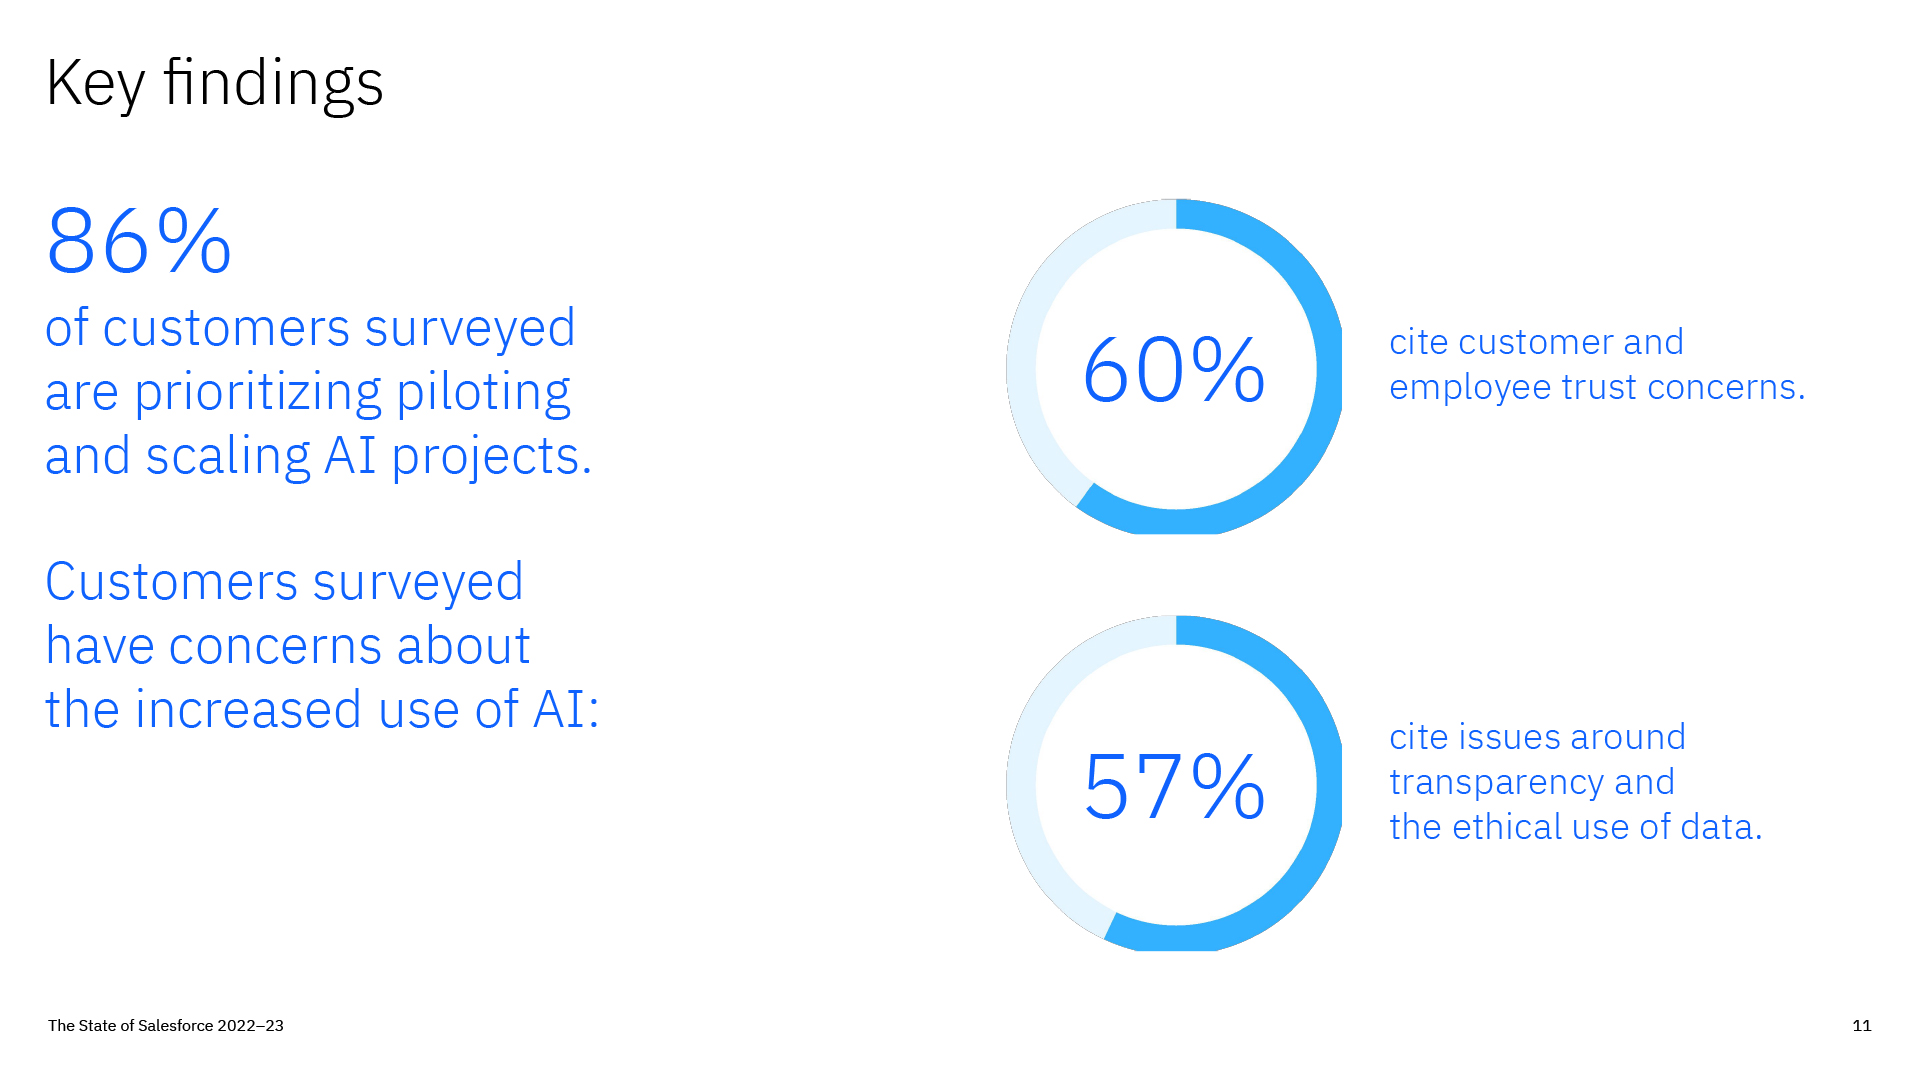 Key findings
86%
of customers surveyed
are prioritizing piloting
and scaling AI projects.
Customers surveyed
have concerns about
the increased use of AI:
60%
cite customer and
employee trust concerns.
57%
cite issues around
transparency and
the ethical use of data.
The State of Salesforce 2022–23
11